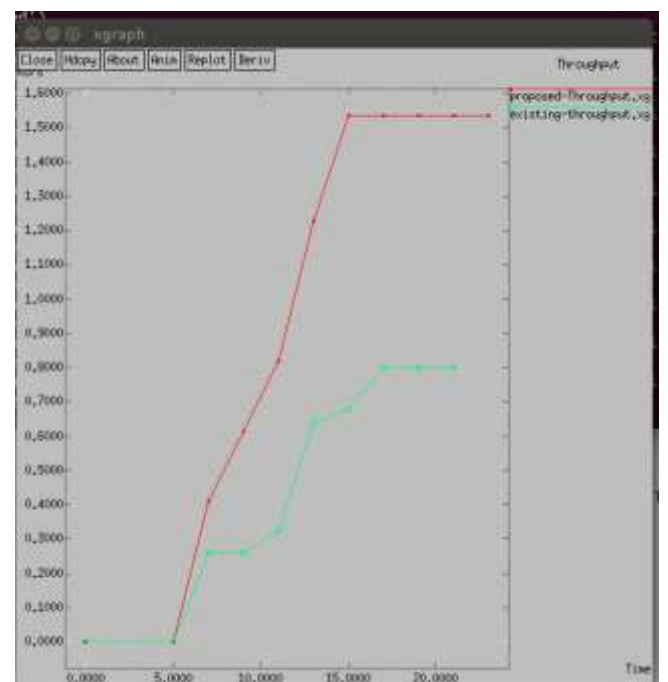 xgraph
Close Hdcpy About Anim Replot Deriv
Throughput
1.6000
1.5000
1.4000
1.3000
1.2000
1.1000
1.0000
0.9000
0.8000
0.7000
0.6000
0.5000
0.4000
0.3000
0.2000
0.1000
0.0000
proposed-Throughput.xg
existing-throughput.xg
0.0000 5.0000 10.0000 15.0000 20.0000
Time